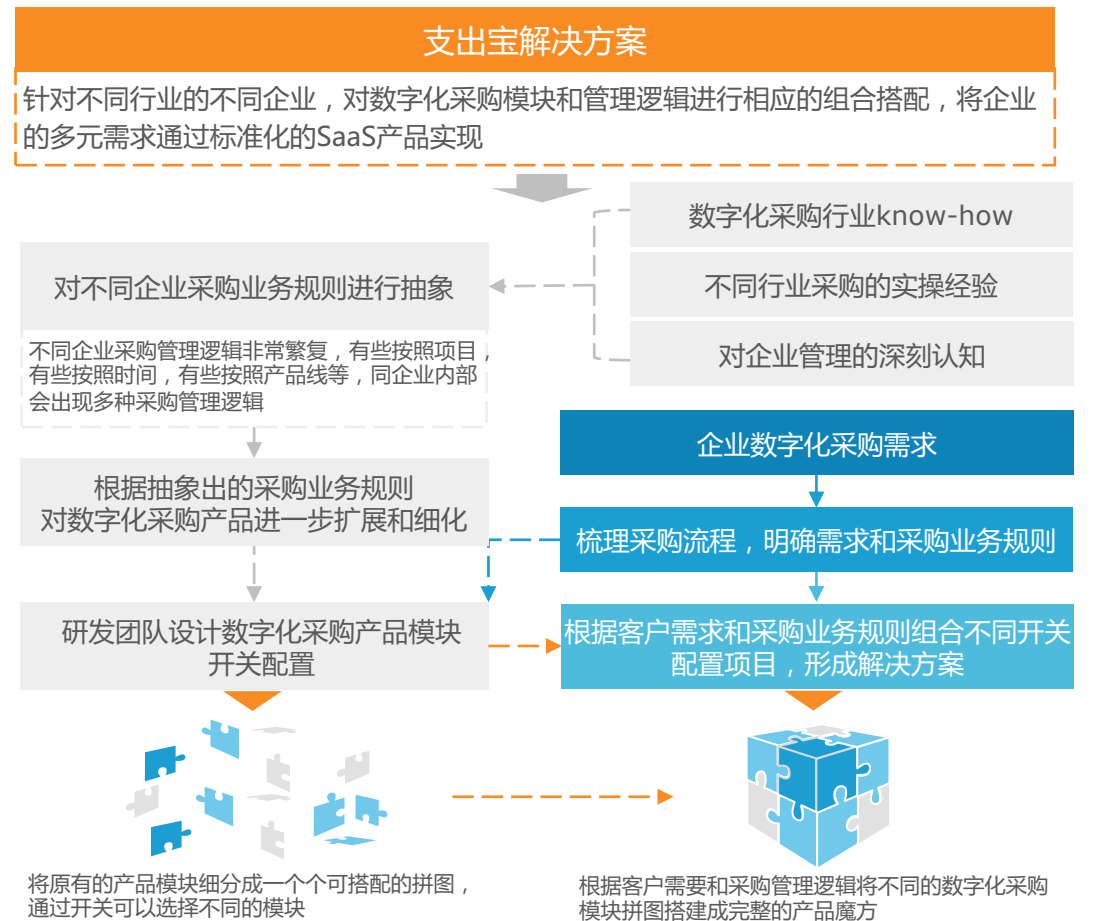 支出宝解决方案
针对不同行业的不同企业，对数字化采购模块和管理逻辑进行相应的组合搭配，将企业
的多元需求通过标准化的SaaS产品实现
数字化采购行业know-how
不同行业采购的实操经验
对企业管理的深刻认知
对不同企业采购业务规则进行抽象
不同企业采购管理逻辑非常繁复，有些按照项目，
有些按照时间，有些按照产品线等，同企业内部
会出现多种采购管理逻辑
根据抽象出的采购业务规则
对数字化采购产品进一步扩展和细化
研发团队设计数字化采购产品模块
开关配置
企业数字化采购需求
梳理采购流程，明确需求和采购业务规则
根据客户需求和采购业务规则组合不同开关
配置项目，形成解决方案
将原有的产品模块细分成一个个可搭配的拼图，
通过开关可以选择不同的模块
根据客户需要和采购管理逻辑将不同的数字化采购
模块拼图搭建成完整的产品魔方